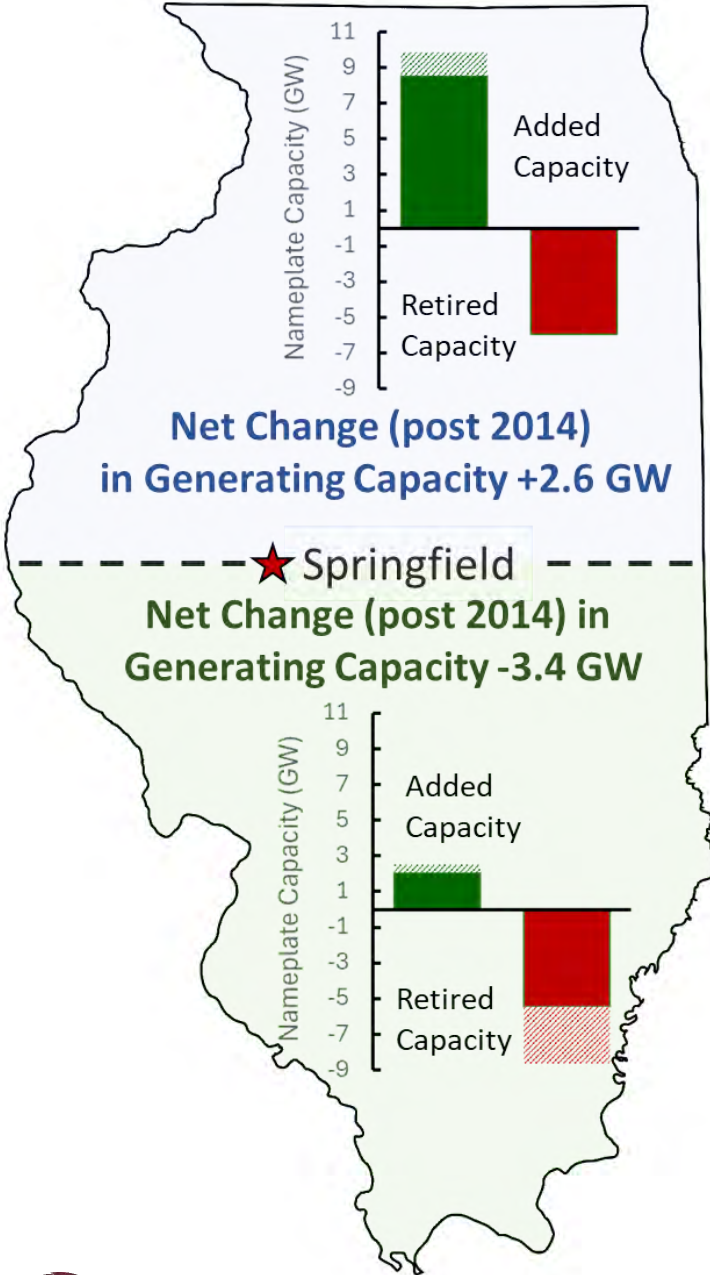 Nameplate Capacity (GW)
11
9
7
5
3
1
-1
-3
-5
-7
-9
Added
Capacity
Retired
Capacity
Net Change (post 2014)
in Generating Capacity +2.6 GW
Springfield
Net Change (post 2014) in
Generating Capacity -3.4 GW
Nameplate Capacity (GW)
11
9
7
5
3
1
-1
-3
-5
-7
-9
Added
Capacity
Retired
Capacity